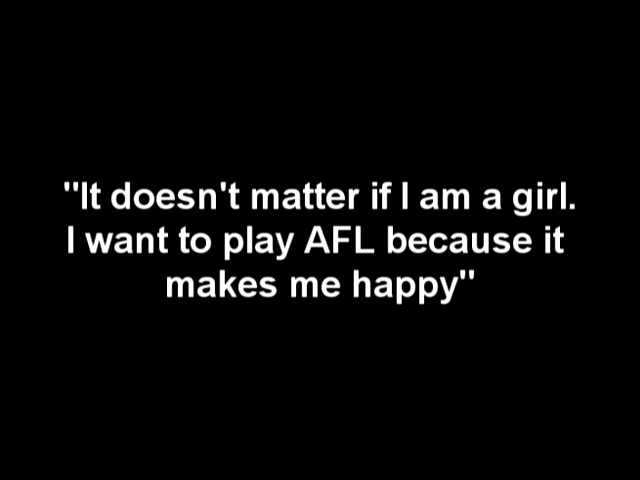 "It doesn't matter if I am a girl.
I want to play AFL because it
makes me happy"